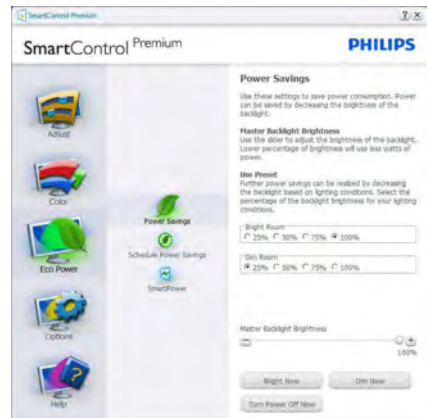 SmartControl Premium
? ×
SmartControl Premium
PHILIPS
Adjust
Color
Eco Power
Options
Help
Power Savings
Schedule Power Savings
SmartPower
Power Savings
Use these settings to save power consumption. Power
can be saved by decreasing the brightness of the
backlight.
Master Backlight Brightness
Use the slider to adjust the brightness of the backlight.
Lower percentage of brightness will use less watts of
power.
Use Preset
Further power savings can be realized by decreasing
the backlight based on lighting conditions. Select the
percentage of the backlight brightness for your lighting
conditions.
Bright Room
25% 50% 75% 100%
Dim Room
25% 50% 75% 100%
Master Backlight Brightness
100%
Bright Now
Dim Now
Turn Power Off Now